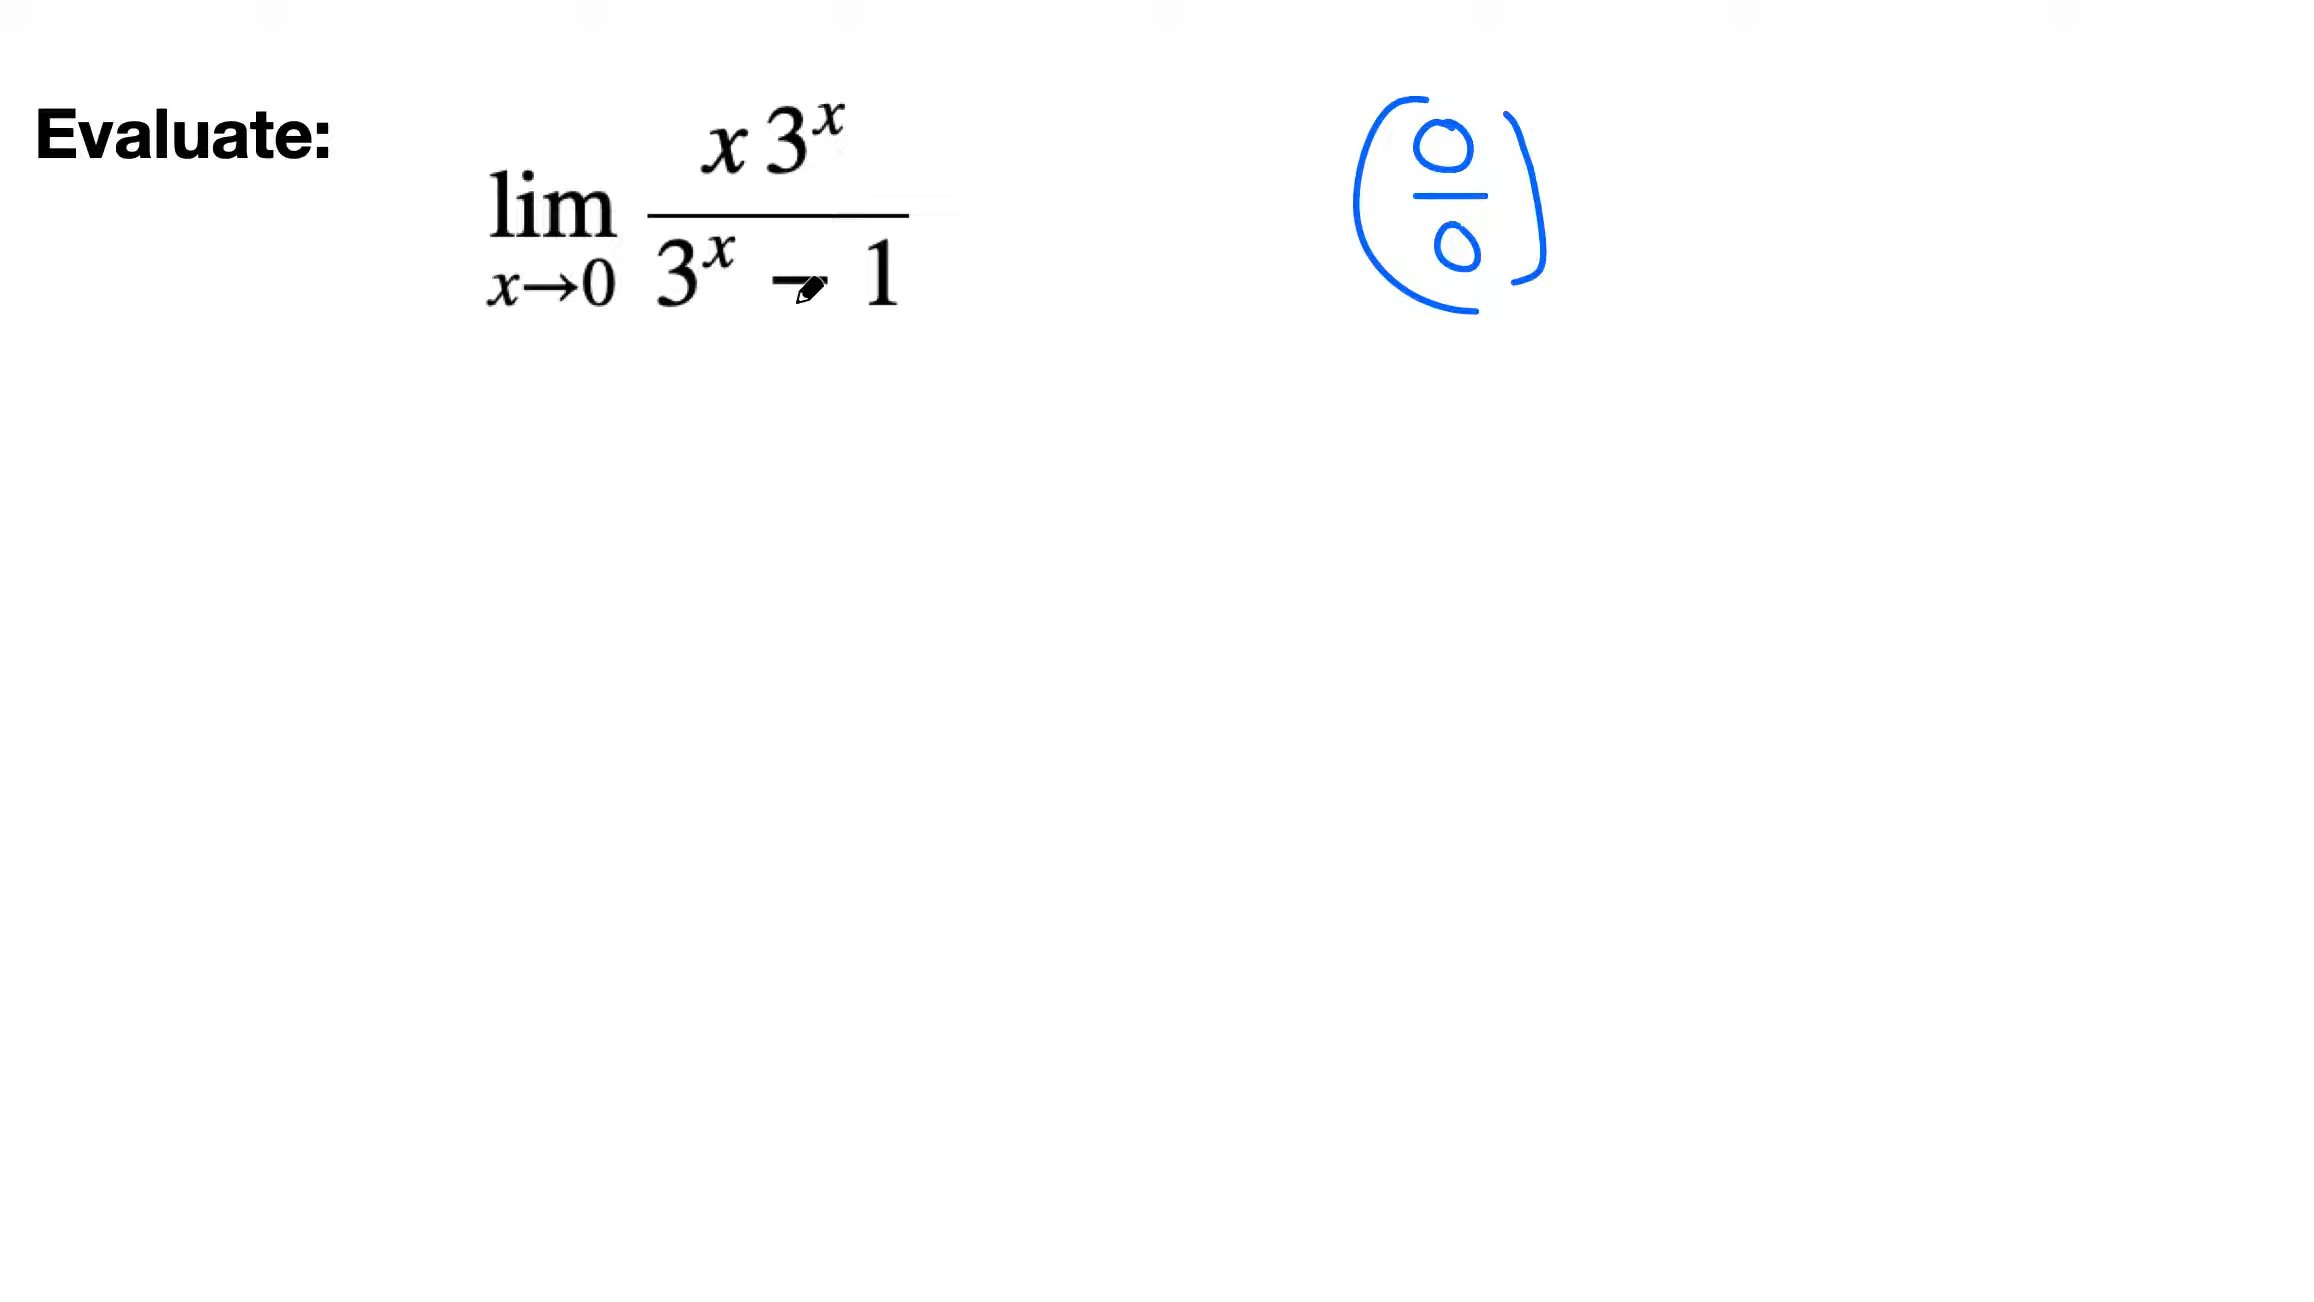 Evaluate: lim x→0 x 3^x / 3^x − 1
(0/0)